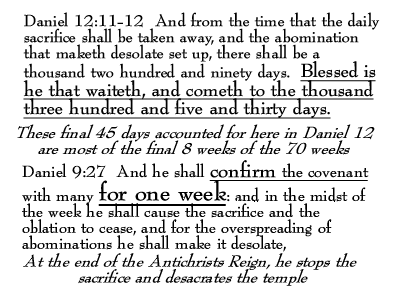 Daniel 12:11-12  And from the time that the daily
sacrifice shall be taken away, and the abomination
that maketh desolate set up, there shall be a
thousand two hundred and ninety days.  Blessed is
he that waiteth, and cometh to the thousand
three hundred and five and thirty days.
These final 45 days accounted for here in Daniel 12
are most of the final 8 weeks of the 70 weeks
Daniel 9:27  And he shall confirm the covenant
with many for one week: and in the midst of
the week he shall cause the sacrifice and the
oblation to cease, and for the overspreading of
abominations he shall make it desolate,
At the end of the Antichrists Reign, he stops the
sacrifice and desacrates the temple